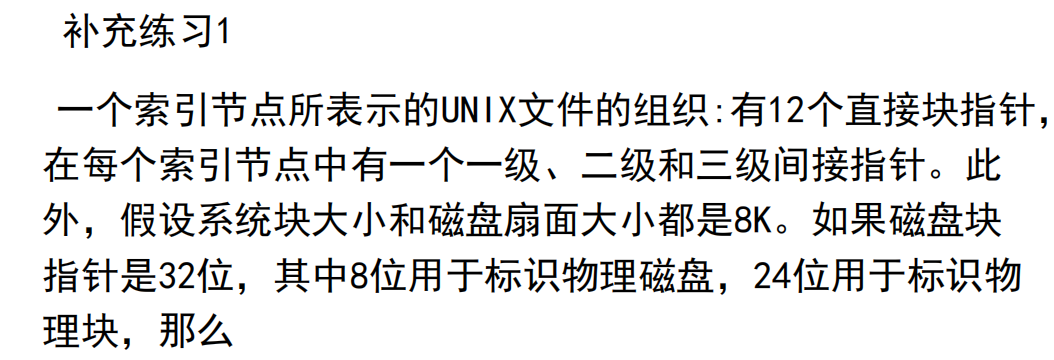 补充练习1
一个索引节点所表示的UNIX文件的组织:有12个直接块指针,
在每个索引节点中有一个一级、二级和三级间接指针。此
外，假设系统块大小和磁盘扇面大小都是8K。如果磁盘块
指针是32位，其中8位用于标识物理磁盘，24位用于标识物
理块，那么